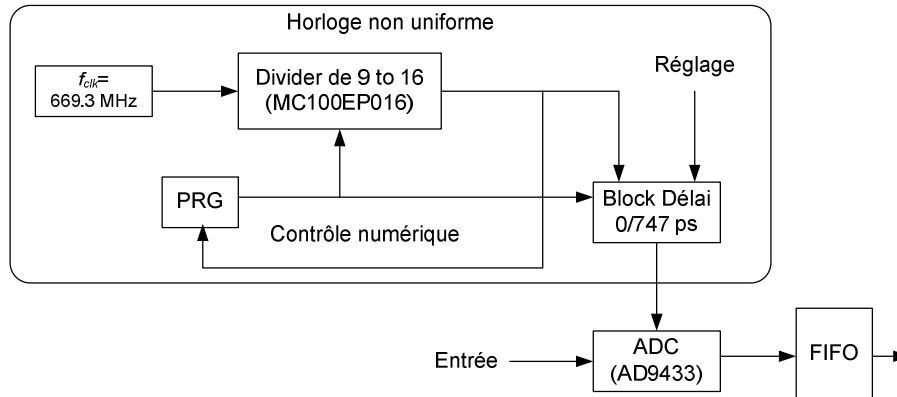 Horloge non uniforme
f_clk=
669.3 MHz
Divider de 9 to 16
(MC100EP016)
Réglage
PRG
Contrôle numérique
Block Délai
0/747 ps
Entrée
ADC
(AD9433)
FIFO